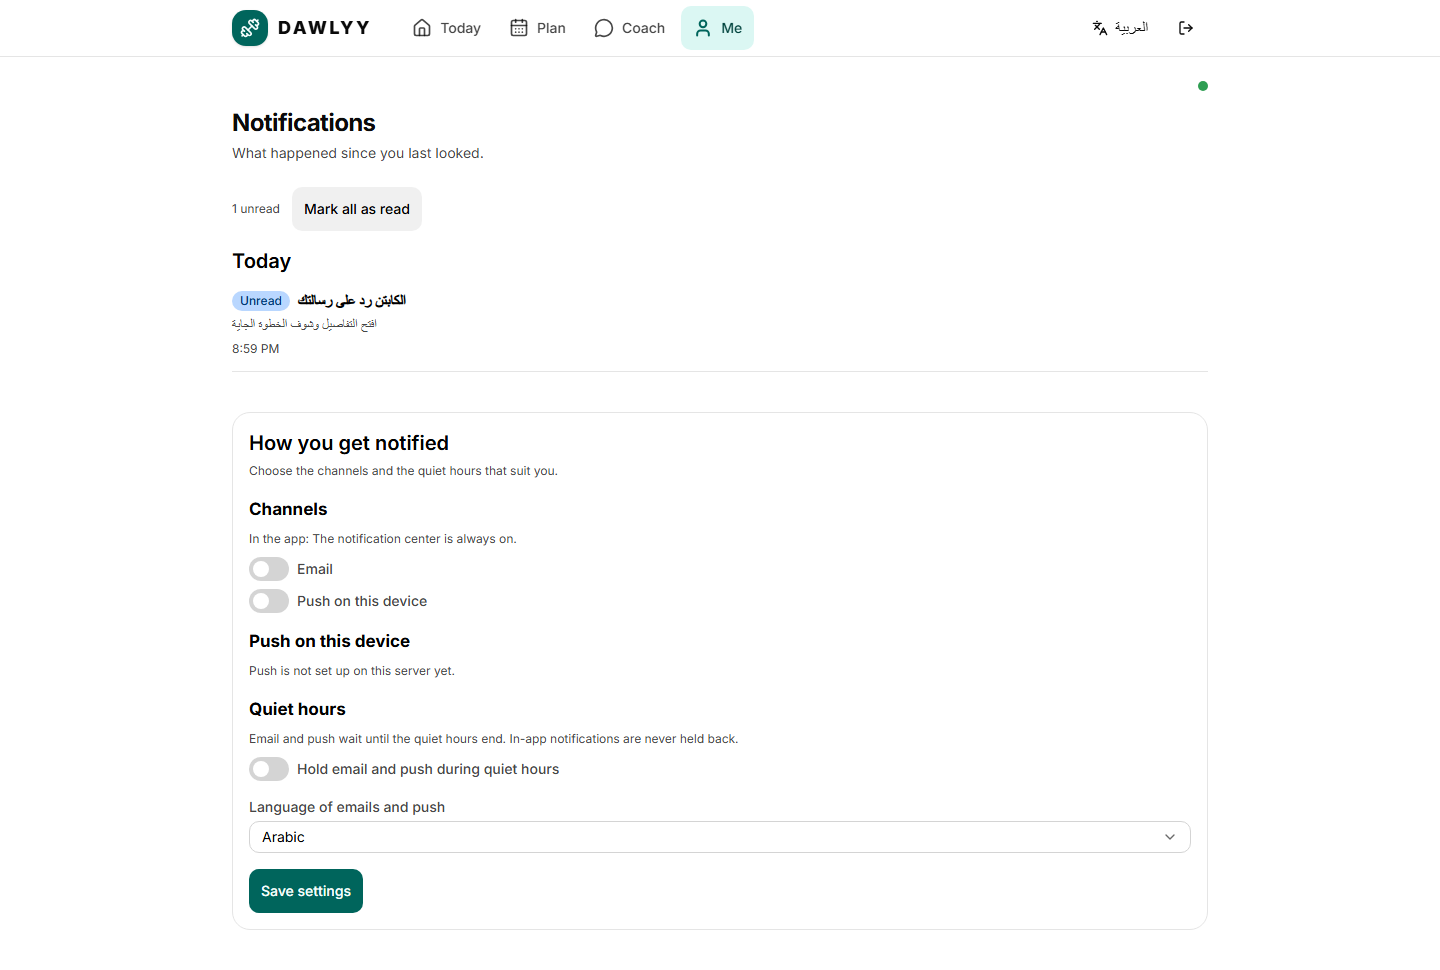 DAWLYY
Today
Plan
Coach
Me
العربية
Notifications
What happened since you last looked.
1 unread
Mark all as read
Today
Unread
الكابتن رد على رسالتك
افتح التفاصيل وشوف الخطوة الجاية
8:59 PM
How you get notified
Choose the channels and the quiet hours that suit you.
Channels
In the app: The notification center is always on.
Email
Push on this device
Push on this device
Push is not set up on this server yet.
Quiet hours
Email and push wait until the quiet hours end. In-app notifications are never held back.
Hold email and push during quiet hours
Language of emails and push
Arabic
Save settings